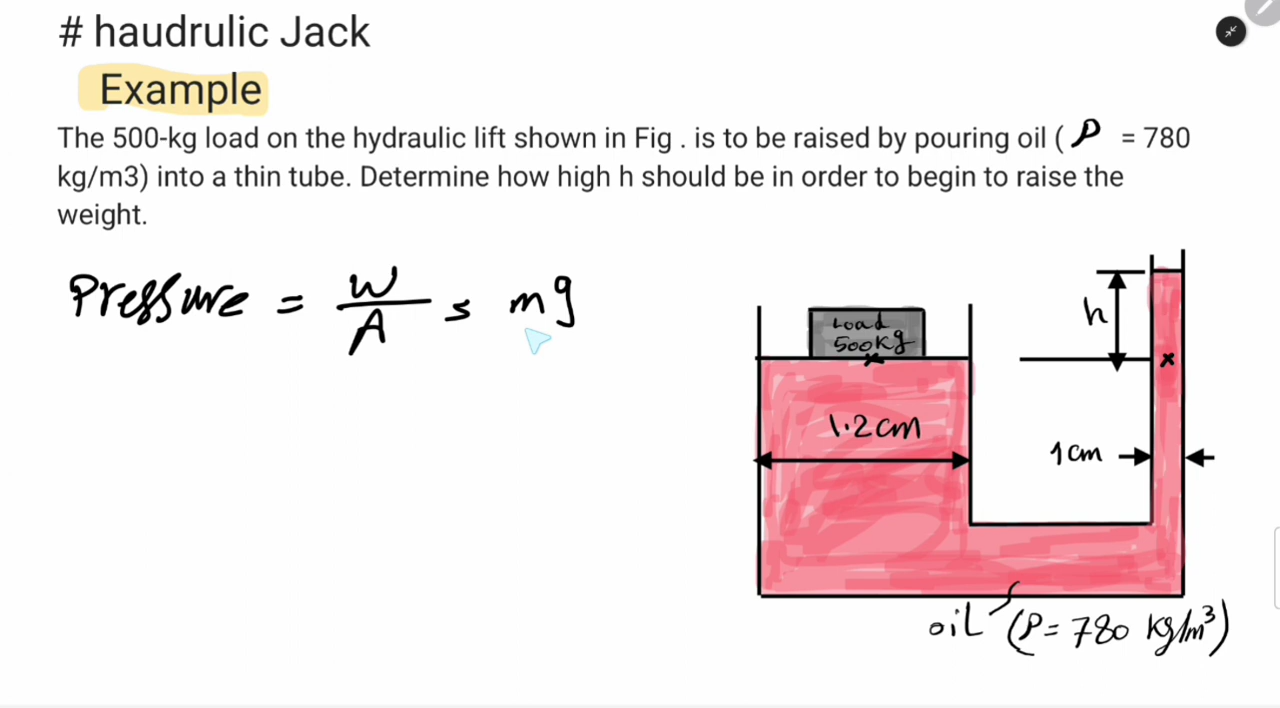 # haudrulic Jack
Example
The 500-kg load on the hydraulic lift shown in Fig . is to be raised by pouring oil ( ρ = 780
kg/m3) into a thin tube. Determine how high h should be in order to begin to raise the
weight.
Pressure = W/A = mg
Load
500Kg
h
1.2cm
1cm
oil (ρ= 780 kg/m³)